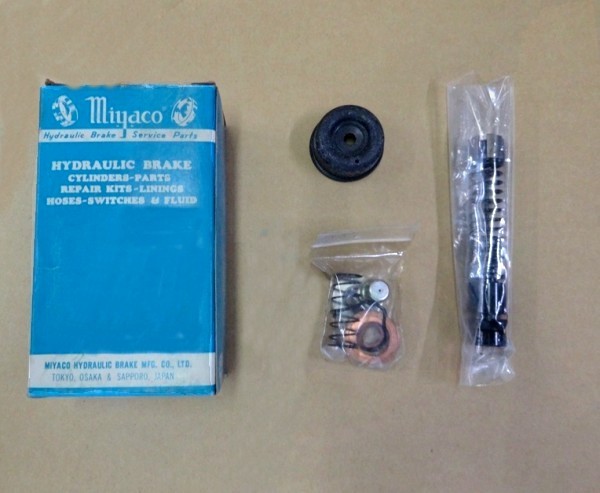 Miyaco
Hydraulic Brake Service Parts
HYDRAULIC BRAKE
CYLINDERS-PARTS
REPAIR KITS-LININGS
HOSES-SWITCHES & FLUID
MIYACO HYDRAULIC BRAKE MFG. CO., LTD.
TOKYO, OSAKA & SAPPORO, JAPAN